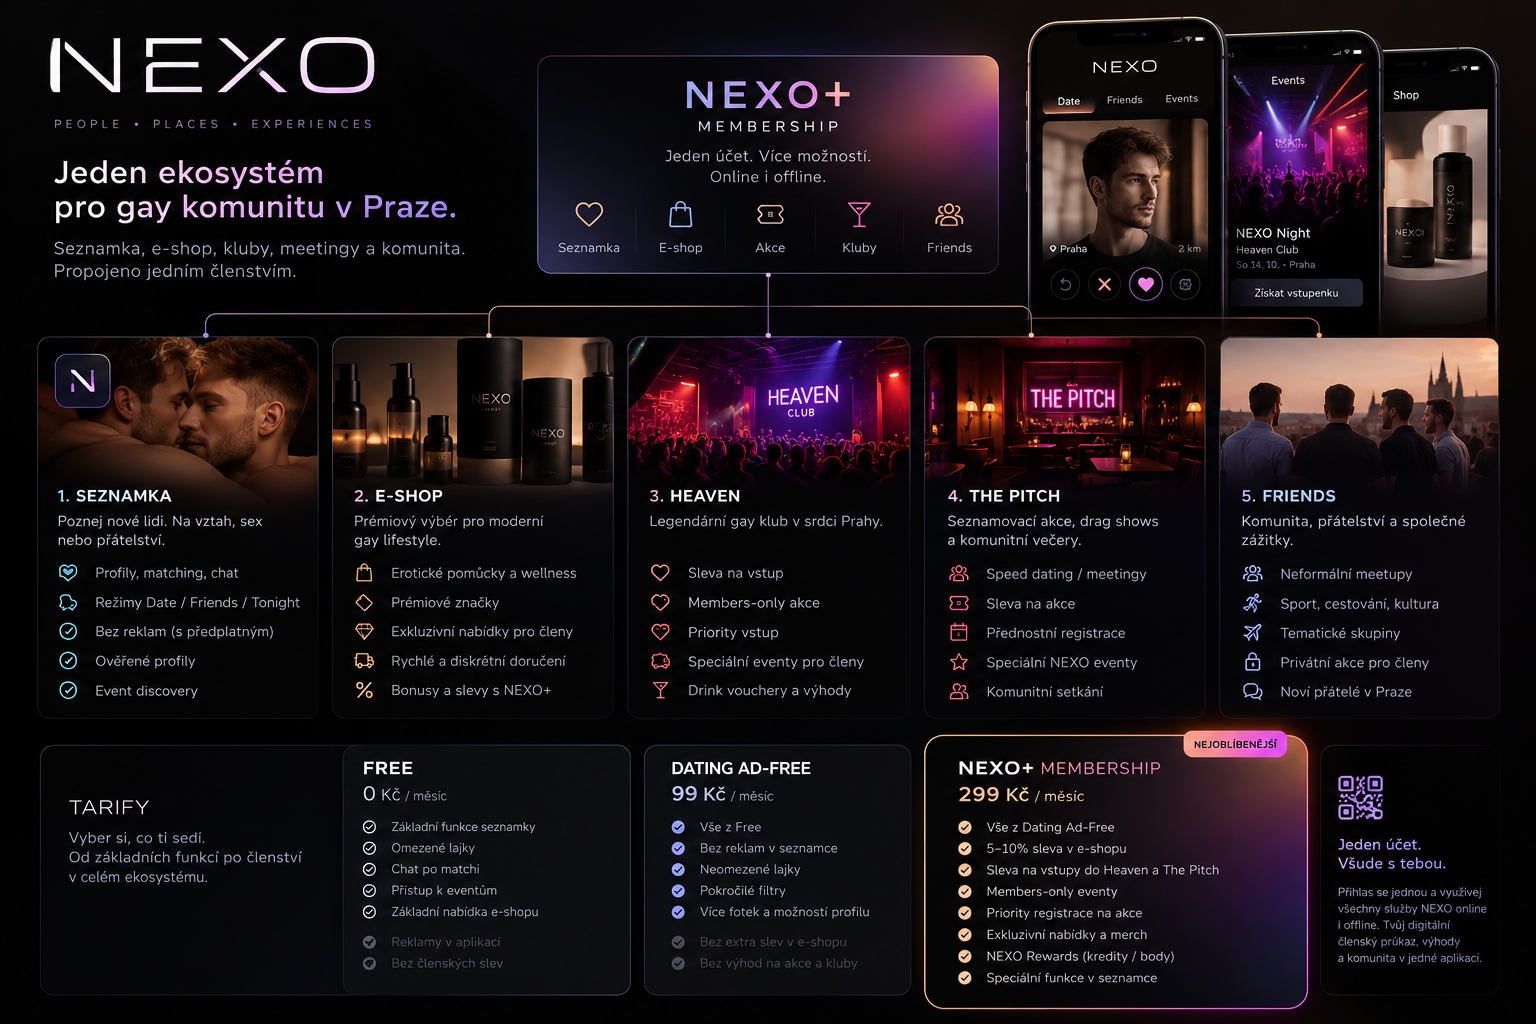 NEXO
PEOPLE • PLACES • EXPERIENCES
Jeden ekosystém
pro gay komunitu v Praze.
Seznamka, e-shop, kluby, meetingy a komunita.
Propojeno jedním členstvím.
NEXO+
MEMBERSHIP
Jeden účet. Více možností.
Online i offline.
Seznamka
E-shop
Akce
Kluby
Friends
NEXO
Date
Friends
Events
Praha
2 km
Events
NEXO Night
Heaven Club
So 14. 10. • Praha
Získat vstupenku
Shop
NEXO
NEXO
N
1. SEZNAMKA
Poznej nové lidi. Na vztah, sex
nebo přátelství.
Profily, matching, chat
Režimy Date / Friends / Tonight
Bez reklam (s předplatným)
Ověřené profily
Event discovery
NEXO
NEXO
2. E-SHOP
Prémiový výběr pro moderní
gay lifestyle.
Erotické pomůcky a wellness
Prémiové značky
Exkluzivní nabídky pro členy
Rychlé a diskrétní doručení
Bonusy a slevy s NEXO+
HEAVEN
CLUB
3. HEAVEN
Legendární gay klub v srdci Prahy.
Sleva na vstup
Members-only akce
Priority vstup
Speciální eventy pro členy
Drink vouchery a výhody
THE PITCH
4. THE PITCH
Seznamovací akce, drag shows
a komunitní večery.
Speed dating / meetingy
Sleva na akce
Přednostní registrace
Speciální NEXO eventy
Komunitní setkání
5. FRIENDS
Komunita, přátelství a společné
zážitky.
Neformální meetupy
Sport, cestování, kultura
Tematické skupiny
Privátní akce pro členy
Noví přátelé v Praze
TARIFY
Vyber si, co ti sedí.
Od základních funkcí po členství
v celém ekosystému.
FREE
0 Kč / měsíc
Základní funkce seznamky
Omezené lajky
Chat po matchi
Přístup k eventům
Základní nabídka e-shopu
Reklamy v aplikaci
Bez členských slev
DATING AD-FREE
99 Kč / měsíc
Vše z Free
Bez reklam v seznamce
Neomezené lajky
Pokročilé filtry
Více fotek a možností profilu
Bez extra slev v e-shopu
Bez výhod na akce a kluby
NEJOBLÍBENĚJŠÍ
NEXO+ MEMBERSHIP
299 Kč / měsíc
Vše z Dating Ad-Free
5–10% sleva v e-shopu
Sleva na vstupy do Heaven a The Pitch
Members-only eventy
Priority registrace na akce
Exkluzivní nabídky a merch
NEXO Rewards (kredity / body)
Speciální funkce v seznamce
Jeden účet.
Všude s tebou.
Přihlas se jednou a využívej
všechny služby NEXO online
i offline. Tvůj digitální
členský průkaz, výhody
a komunita v jedné aplikaci.